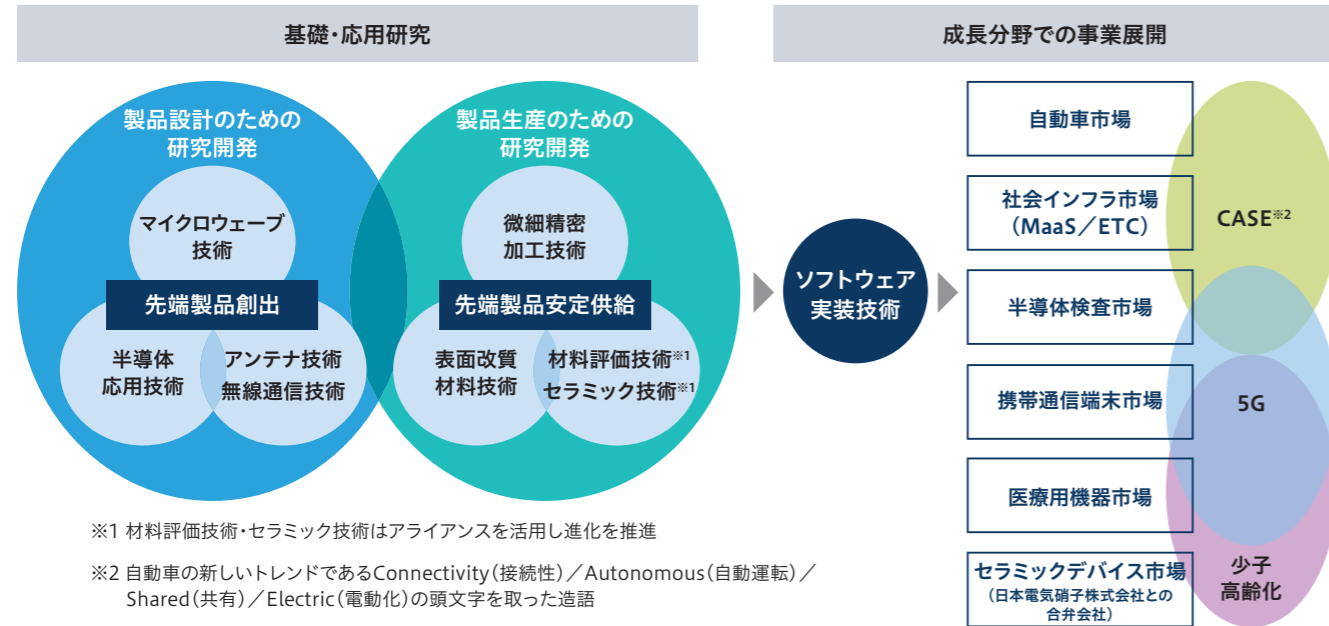 基礎・応用研究
成長分野での事業展開
製品設計のための
研究開発
マイクロウェーブ
技術
先端製品創出
半導体
応用技術
アンテナ技術
無線通信技術
製品生産のための
研究開発
微細精密
加工技術
先端製品安定供給
表面改質
材料技術
材料評価技術※1
セラミック技術※1
ソフトウェア
実装技術
自動車市場
社会インフラ市場
（MaaS／ETC）
半導体検査市場
携帯通信端末市場
医療用機器市場
セラミックデバイス市場
（日本電気硝子株式会社との
合弁会社）
CASE※2
5G
少子
高齢化
※1 材料評価技術・セラミック技術はアライアンスを活用し進化を推進
※2 自動車の新しいトレンドであるConnectivity（接続性）／Autonomous（自動運転）／
Shared（共有）／Electric（電動化）の頭文字を取った造語